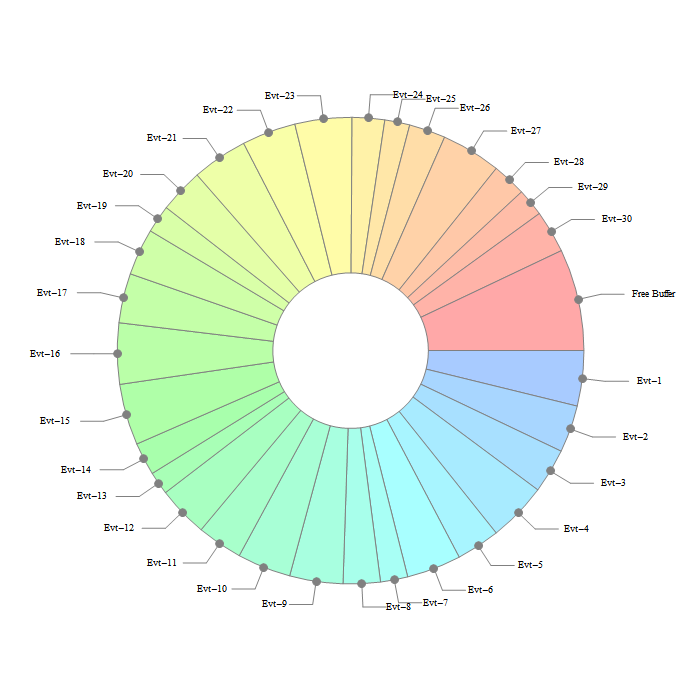 Evt−23
Evt−24
Evt−25
Evt−26
Evt−22
Evt−27
Evt−21
Evt−28
Evt−20
Evt−29
Evt−19
Evt−30
Evt−18
Evt−17
Free Buffer
Evt−16
Evt−1
Evt−15
Evt−2
Evt−14
Evt−3
Evt−13
Evt−12
Evt−4
Evt−11
Evt−5
Evt−10
Evt−6
Evt−9
Evt−8
Evt−7